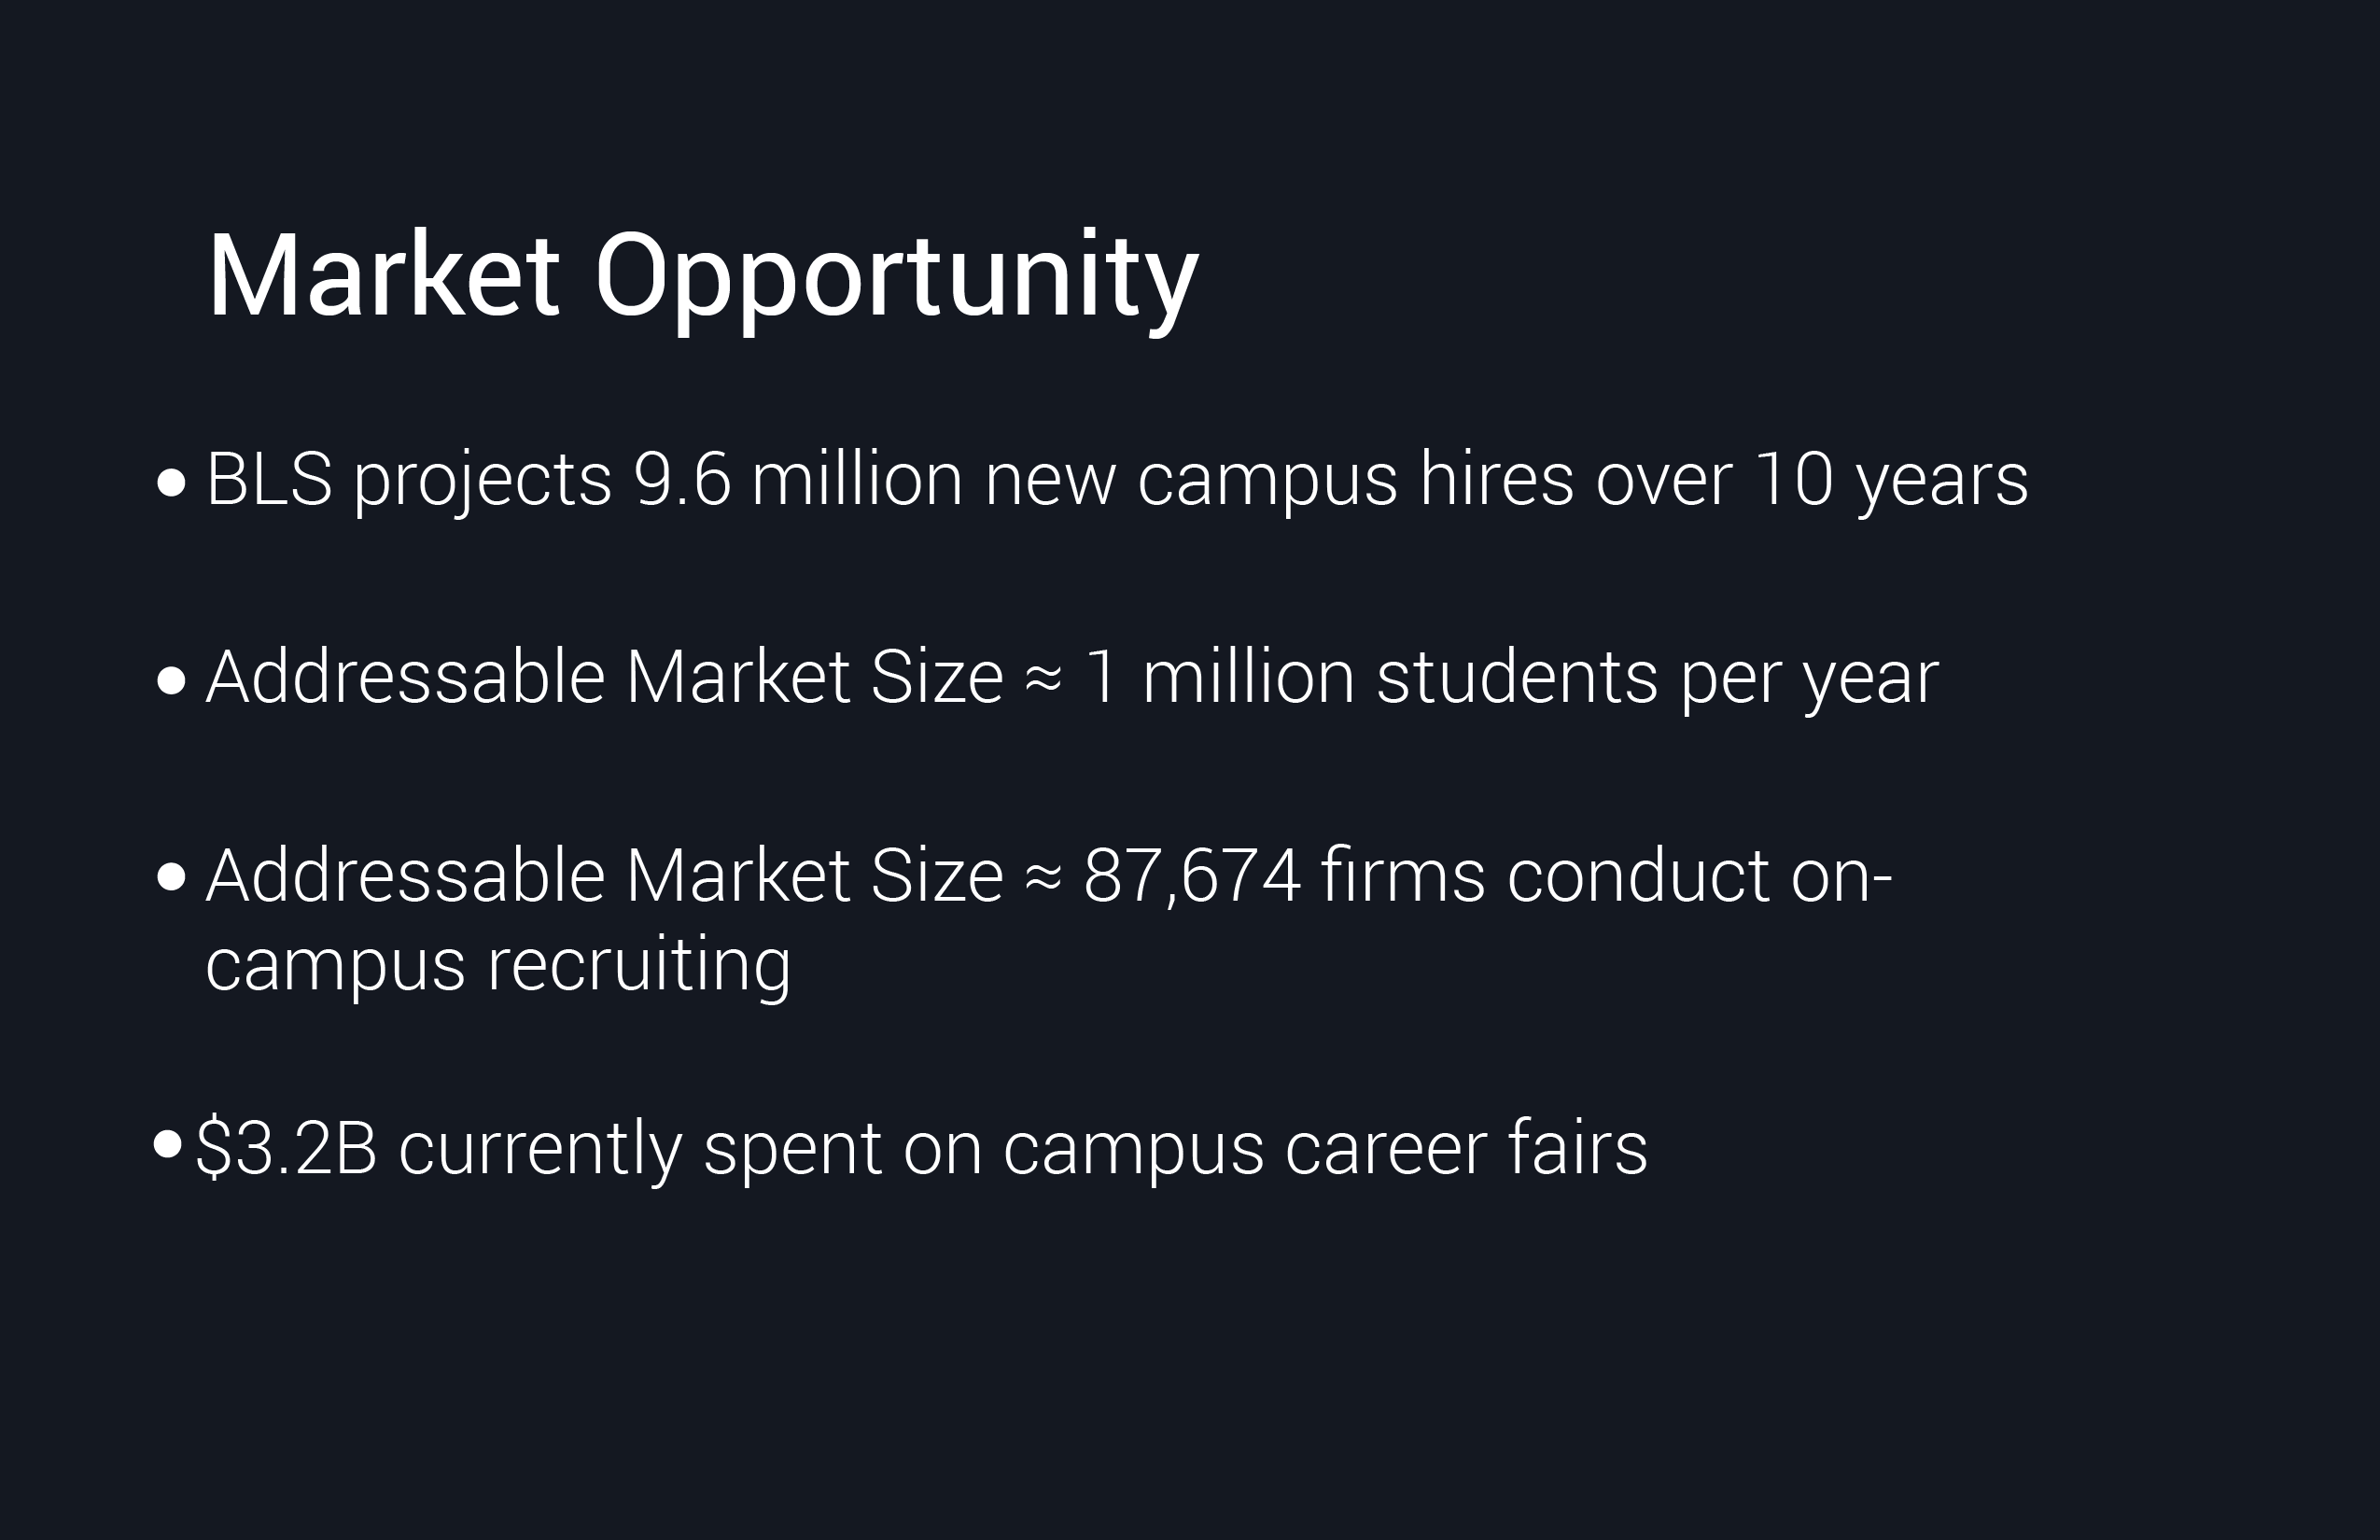 Market Opportunity
• BLS projects 9.6 million new campus hires over 10 years
• Addressable Market Size ≈ 1 million students per year
• Addressable Market Size ≈ 87,674 firms conduct on-
campus recruiting
• $3.2B currently spent on campus career fairs